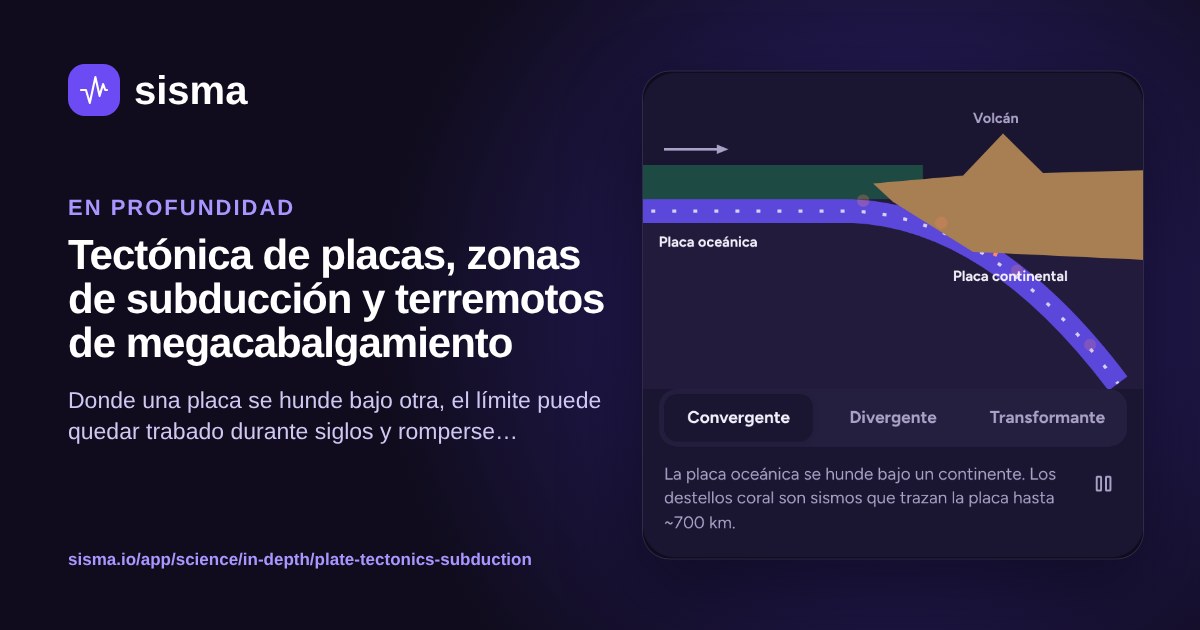 sisma
EN PROFUNDIDAD
Tectónica de placas, zonas
de subducción y terremotos
de megacabalgamiento
Donde una placa se hunde bajo otra, el límite puede
quedar trabado durante siglos y romperse…
sisma.io/app/science/in-depth/plate-tectonics-subduction
Volcán
Placa oceánica
Placa continental
Convergente
Divergente
Transformante
La placa oceánica se hunde bajo un continente. Los
destellos coral son sismos que trazan la placa hasta
~700 km.